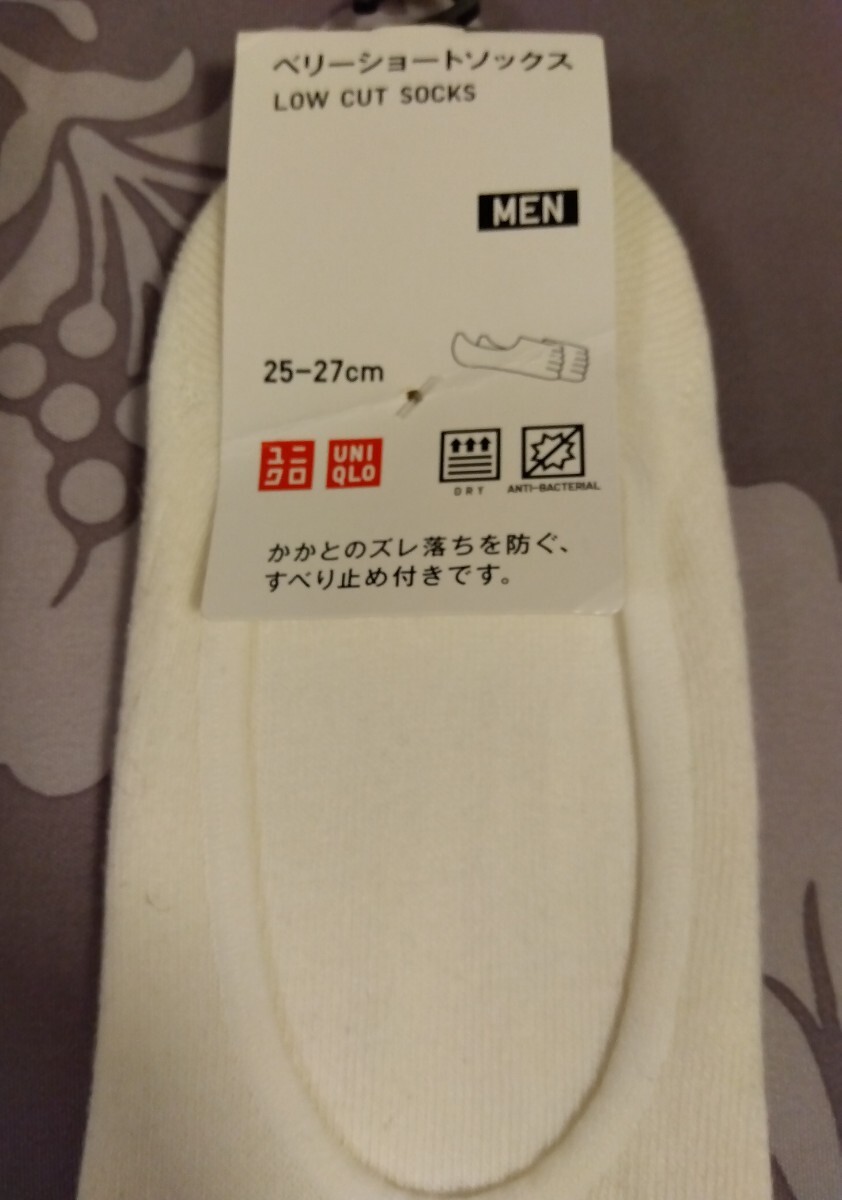 ベリーショートソックス
LOW CUT SOCKS
MEN
25-27cm
ユニ
クロ
UNI
QLO
DRY
ANTI-BACTERIAL
かかとのズレ落ちを防ぐ、
すべり止め付きです。